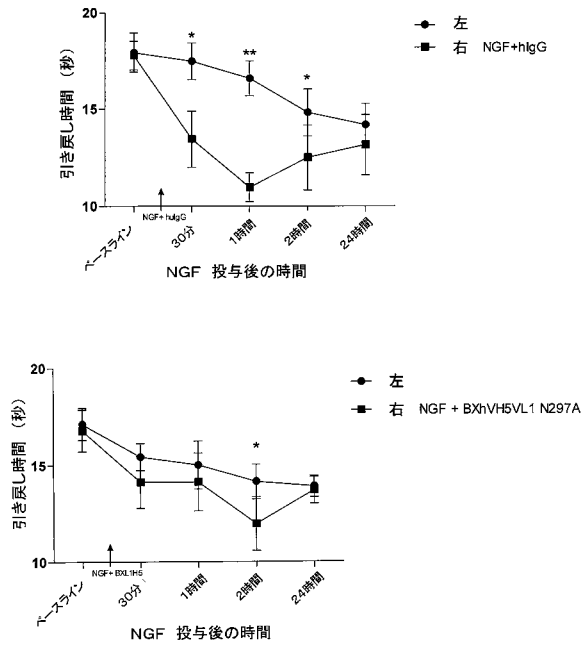 左
右 NGF+hIgG
引き戻し時間(秒)
20
15
10
*
**
*
NGF+ huIgG
ベースライン
30分
1時間
2時間
24時間
NGF 投与後の時間
左
右 NGF + BXhVH5VL1 N297A
引き戻し時間(秒)
20
15
10
*
NGF+ BXL1H5
ベースライン
30分
1時間
2時間
24時間
NGF 投与後の時間